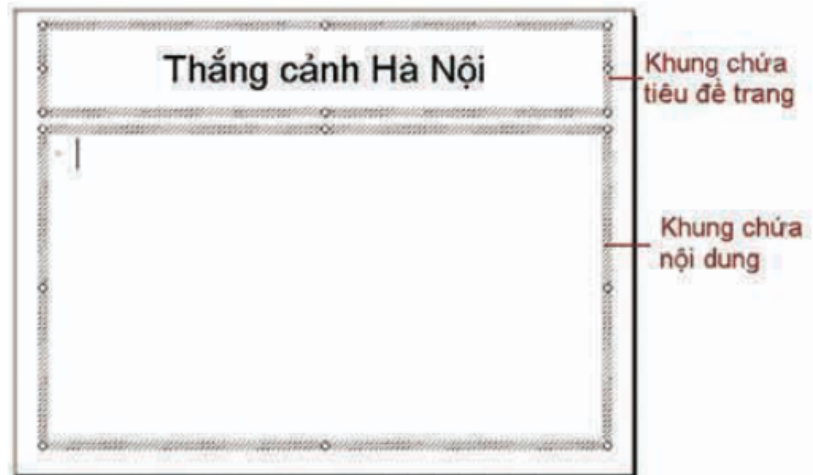 Thắng cảnh Hà Nội
Khung chứa
tiêu đề trang
Khung chứa
nội dung